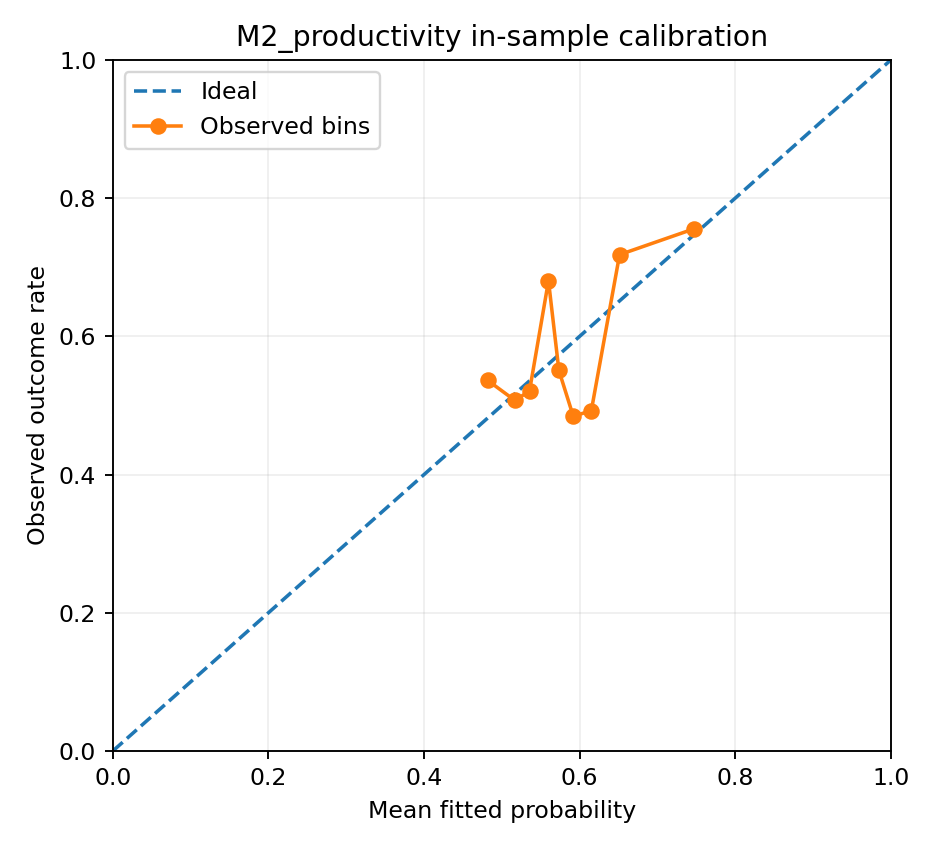 M2_productivity in-sample calibration
Ideal
Observed bins
1.0
0.8
0.6
0.4
0.2
0.0
Observed outcome rate
0.0 0.2 0.4 0.6 0.8 1.0
Mean fitted probability